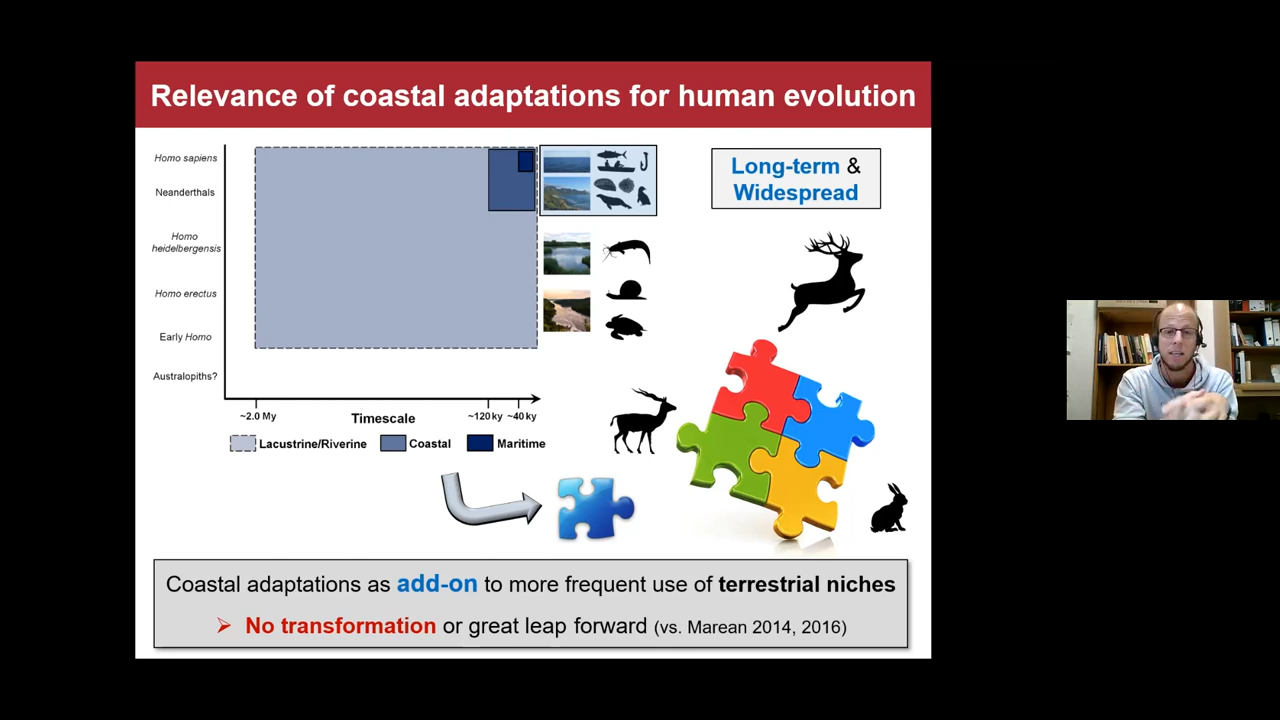 Relevance of coastal adaptations for human evolution
Homo sapiens
Neanderthals
Homo
heidelbergensis
Homo erectus
Early Homo
Australopiths?
~2.0 My
Timescale
~120 ky
~40 ky
Lacustrine/Riverine
Coastal
Maritime
Long-term &
Widespread
Coastal adaptations as add-on to more frequent use of terrestrial niches
➢ No transformation or great leap forward (vs. Marean 2014, 2016)